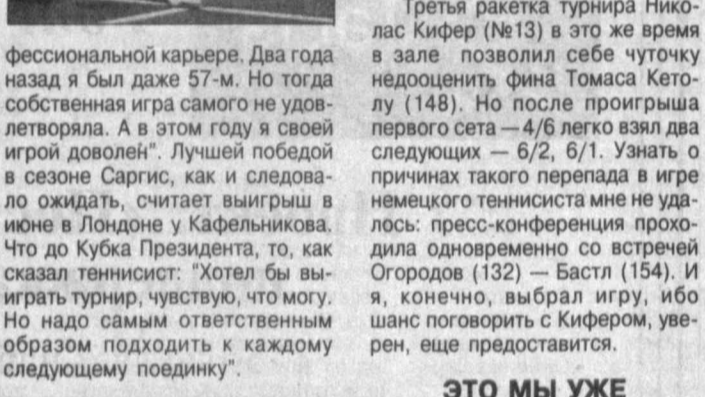 фессиональной карьере. Два года
назад я был даже 57-м. Но тогда
собственная игра самого не удов-
летворяла. А в этом году я своей
игрой доволен". Лучшей победой
в сезоне Саргис, как и следова-
ло ожидать, считает выигрыш в
июне в Лондоне у Кафельникова.
Что до Кубка Президента, то, как
сказал теннисист: "Хотел бы вы-
играть турнир, чувствую, что могу.
Но надо самым ответственным
образом подходить к каждому
следующему поединку".
Третья ракетка турнира Нико-
лас Кифер (№13) в это же время
в зале позволил себе чуточку
недооценить фина Томаса Кето-
лу (148). Но после проигрыша
первого сета — 4/6 легко взял два
следующих — 6/2, 6/1. Узнать о
причинах такого перепада в игре
немецкого теннисиста мне не уда-
лось: пресс-конференция прохо-
дила одновременно со встречей
Огородов (132) — Бастл (154). И
я, конечно, выбрал игру, ибо
шанс поговорить с Кифером, уве-
рен, еще предоставится.
ЭТО МЫ УЖЕ